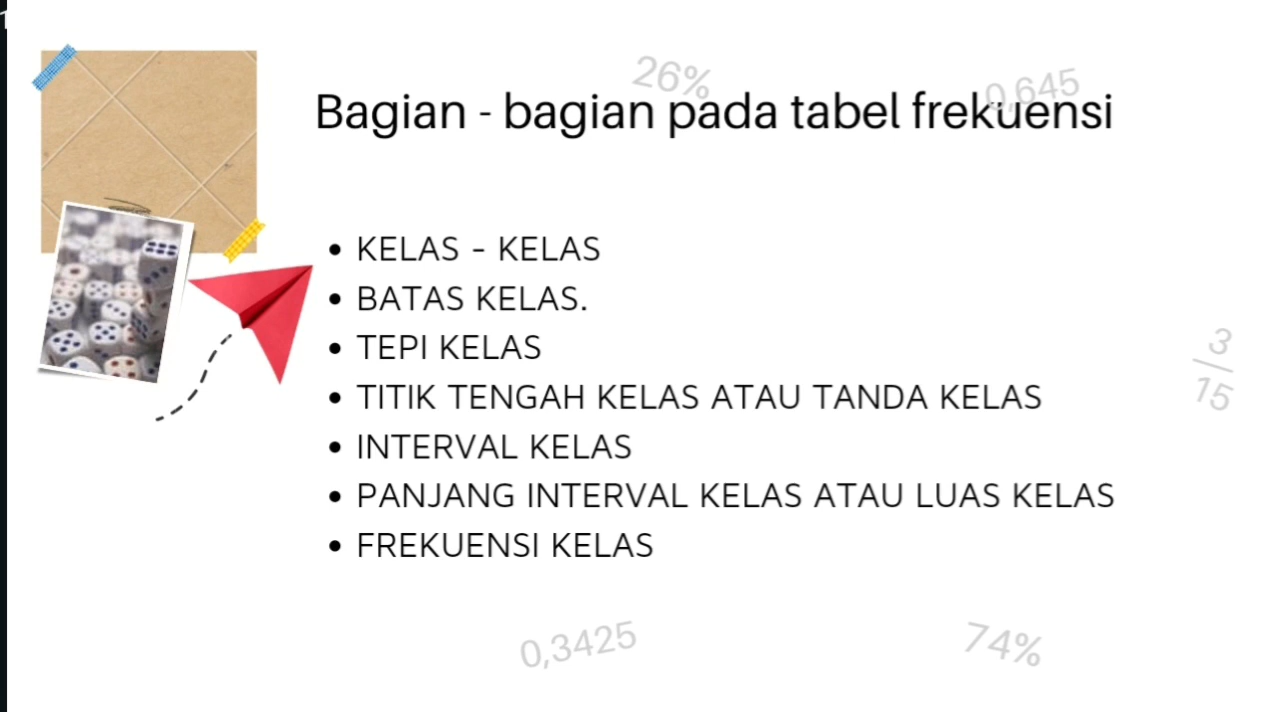 26%
0,645
Bagian - bagian pada tabel frekuensi
• KELAS - KELAS
• BATAS KELAS.
• TEPI KELAS
• TITIK TENGAH KELAS ATAU TANDA KELAS
• INTERVAL KELAS
• PANJANG INTERVAL KELAS ATAU LUAS KELAS
• FREKUENSI KELAS
3
15
0,3425
74%